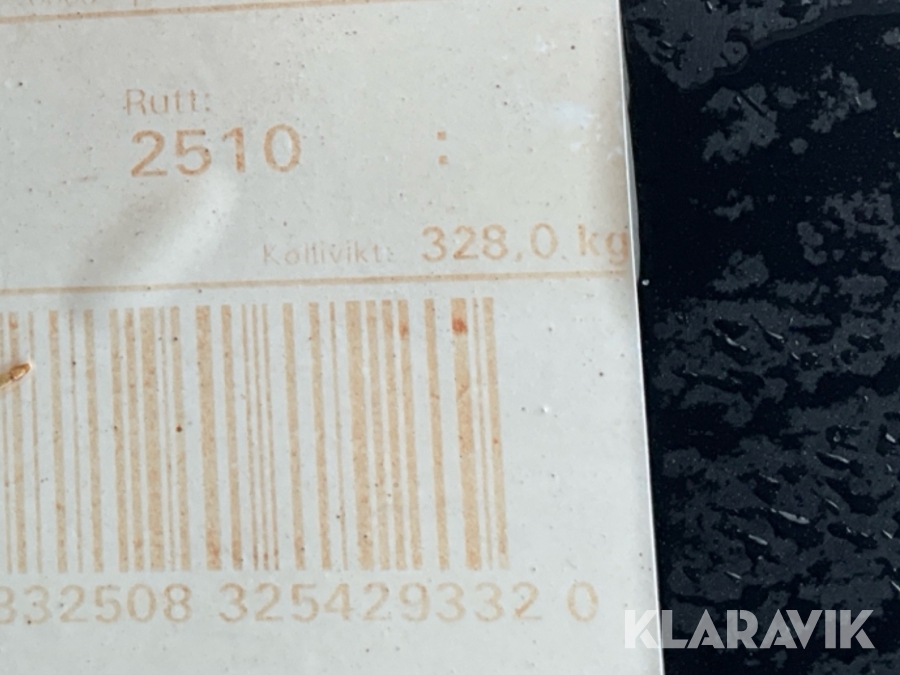 Rutt:
2510 :
Kollivikt: 328,0 kg
332508 325429332 0
KLARAVIK